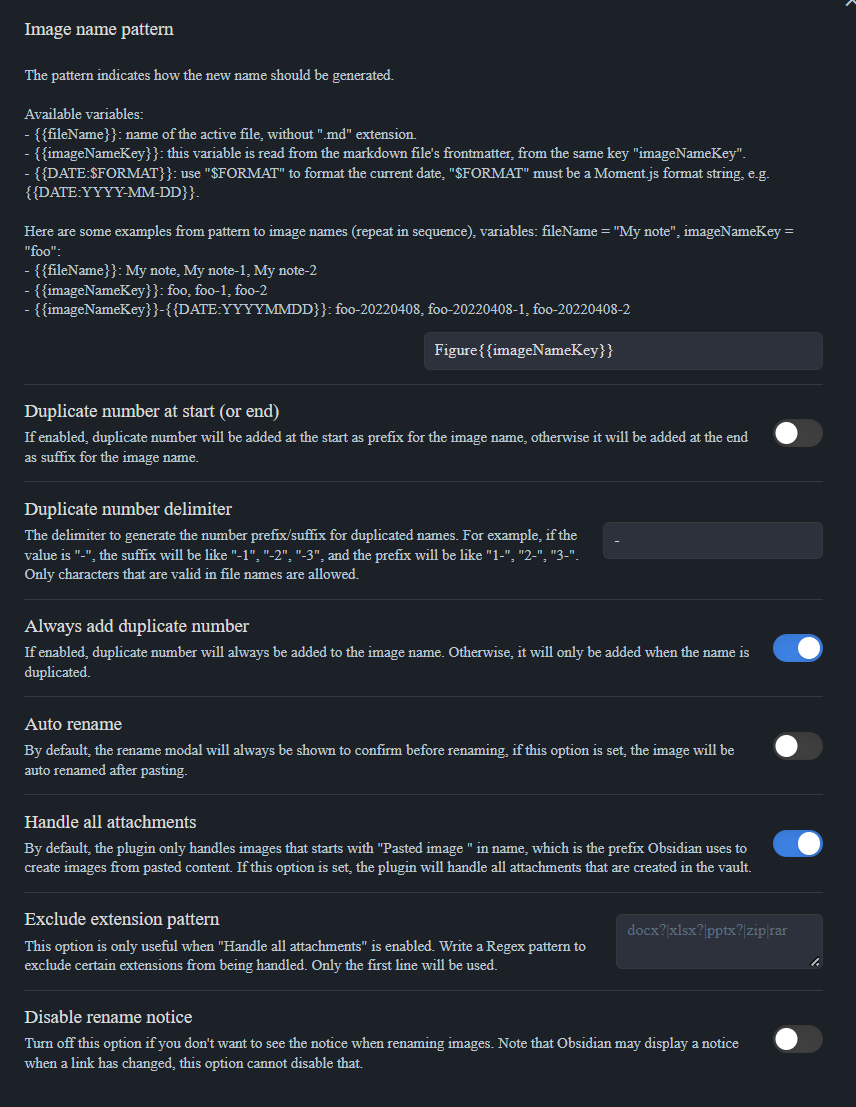 Image name pattern
The pattern indicates how the new name should be generated.
Available variables:
- {{fileName}}: name of the active file, without ".md" extension.
- {{imageNameKey}}: this variable is read from the markdown file's frontmatter, from the same key "imageNameKey".
- {{DATE:$FORMAT}}: use "$FORMAT" to format the current date, "$FORMAT" must be a Moment.js format string, e.g.
{{DATE:YYYY-MM-DD}}.
Here are some examples from pattern to image names (repeat in sequence), variables: fileName = "My note", imageNameKey =
"foo":
- {{fileName}}: My note, My note-1, My note-2
- {{imageNameKey}}: foo, foo-1, foo-2
- {{imageNameKey}}-{{DATE:YYYYMMDD}}: foo-20220408, foo-20220408-1, foo-20220408-2
Figure{{imageNameKey}}
Duplicate number at start (or end)
If enabled, duplicate number will be added at the start as prefix for the image name, otherwise it will be added at the end
as suffix for the image name.
Duplicate number delimiter
The delimiter to generate the number prefix/suffix for duplicated names. For example, if the
value is "-", the suffix will be like "-1", "-2", "-3", and the prefix will be like "1-", "2-", "3-".
Only characters that are valid in file names are allowed.
-
Always add duplicate number
If enabled, duplicate number will always be added to the image name. Otherwise, it will only be added when the name is
duplicated.
Auto rename
By default, the rename modal will always be shown to confirm before renaming, if this option is set, the image will be
auto renamed after pasting.
Handle all attachments
By default, the plugin only handles images that starts with "Pasted image " in name, which is the prefix Obsidian uses to
create images from pasted content. If this option is set, the plugin will handle all attachments that are created in the vault.
Exclude extension pattern
This option is only useful when "Handle all attachments" is enabled. Write a Regex pattern to
exclude certain extensions from being handled. Only the first line will be used.
docx?|xlsx?|pptx?|zip|rar
Disable rename notice
Turn off this option if you don't want to see the notice when renaming images. Note that Obsidian may display a notice
when a link has changed, this option cannot disable that.